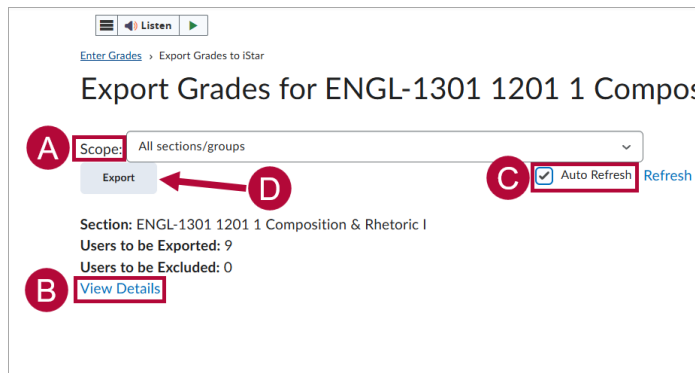 Listen
Enter Grades › Export Grades to iStar
Export Grades for ENGL-1301 1201 1 Compos
A Scope: All sections/groups
Export D C Auto Refresh Refresh
Section: ENGL-1301 1201 1 Composition & Rhetoric I
Users to be Exported: 9
Users to be Excluded: 0
B View Details